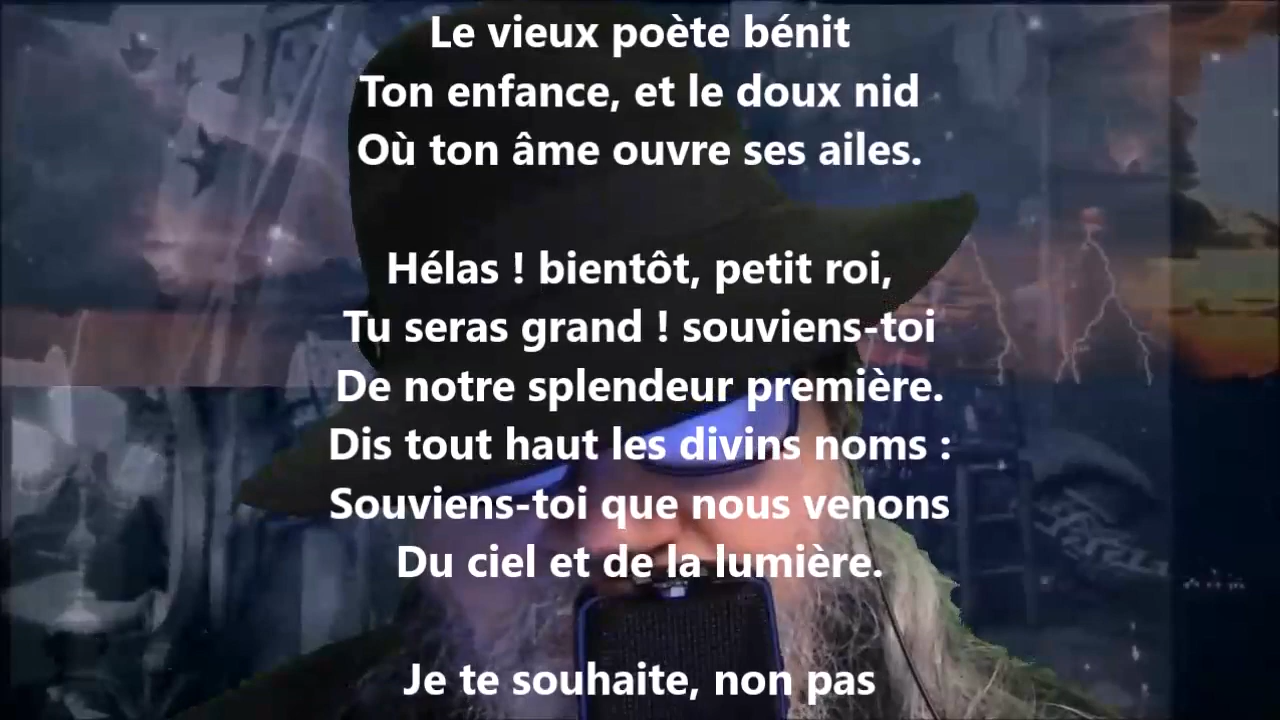 Le vieux poète bénit
Ton enfance, et le doux nid
Où ton âme ouvre ses ailes.
Hélas ! bientôt, petit roi,
Tu seras grand ! souviens-toi
De notre splendeur première.
Dis tout haut les divins noms :
Souviens-toi que nous venons
Du ciel et de la lumière.
Je te souhaite, non pas